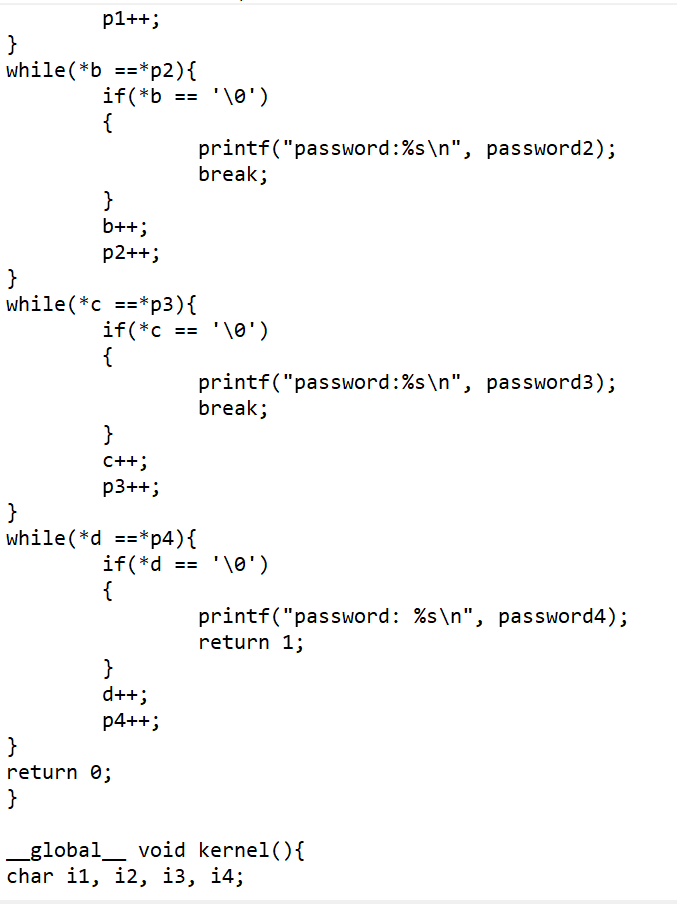 p1++;
}
while(*b ==*p2){
if(*b == '\0')
{
printf("password:%s\n", password2);
break;
}
b++;
p2++;
}
while(*c ==*p3){
if(*c == '\0')
{
printf("password:%s\n", password3);
break;
}
c++;
p3++;
}
while(*d ==*p4){
if(*d == '\0')
{
printf("password: %s\n", password4);
return 1;
}
d++;
p4++;
}
return 0;
}
__global__ void kernel(){
char i1, i2, i3, i4;